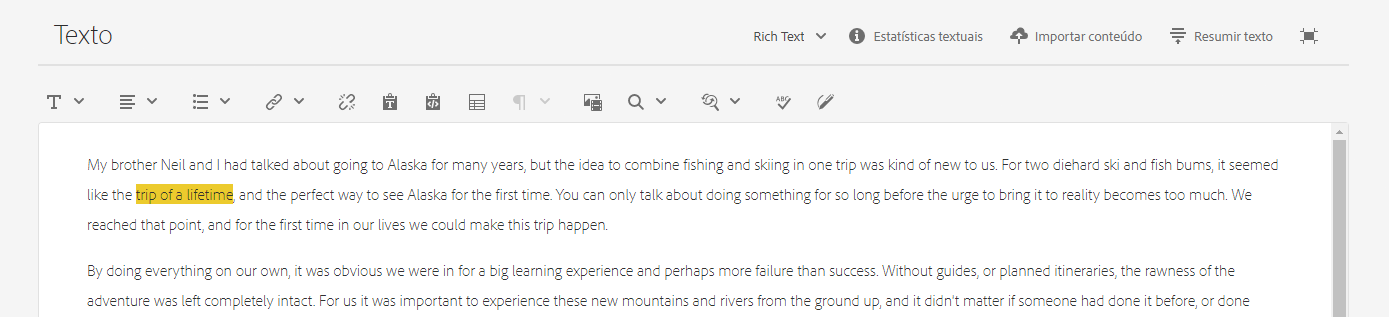 Texto
Rich Text
Estatísticas textuais
Importar conteúdo
Resumir texto
My brother Neil and I had talked about going to Alaska for many years, but the idea to combine fishing and skiing in one trip was kind of new to us. For two diehard ski and fish bums, it seemed
like the trip of a lifetime, and the perfect way to see Alaska for the first time. You can only talk about doing something for so long before the urge to bring it to reality becomes too much. We
reached that point, and for the first time in our lives we could make this trip happen.
By doing everything on our own, it was obvious we were in for a big learning experience and perhaps more failure than success. Without guides, or planned itineraries, the rawness of the
adventure was left completely intact. For us it was important to experience these new mountains and rivers from the ground up, and it didn't matter if someone had done it before, or done